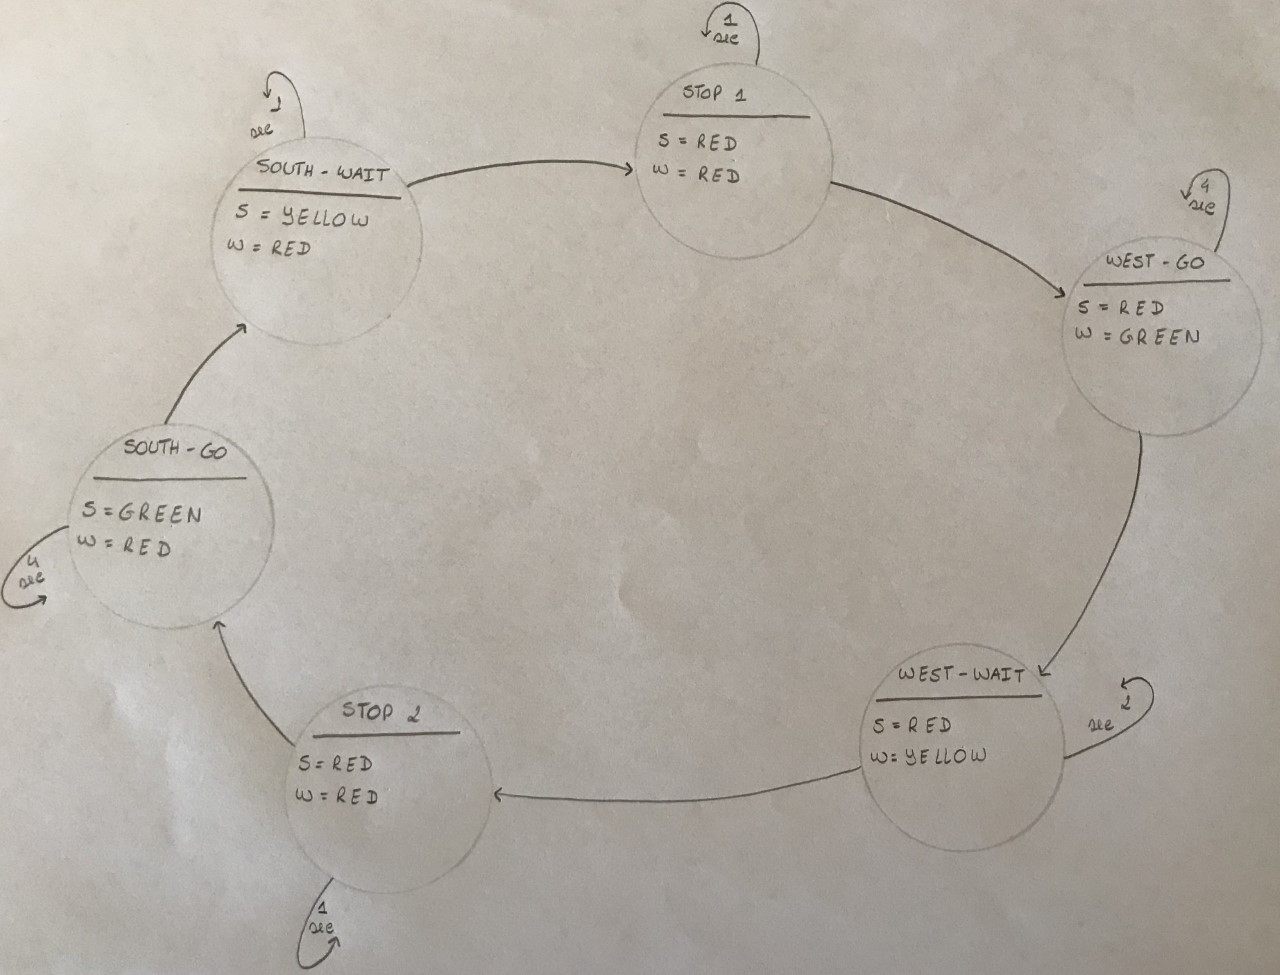 1
sec
STOP 1
S = RED
W = RED
sec
SOUTH - WAIT
S = YELLOW
W = RED
4
sec
WEST - GO
S = RED
W = GREEN
SOUTH - GO
S = GREEN
W = RED
4
sec
WEST - WAIT
S = RED
W = YELLOW
2
sec
STOP 2
S = RED
W = RED
1
sec